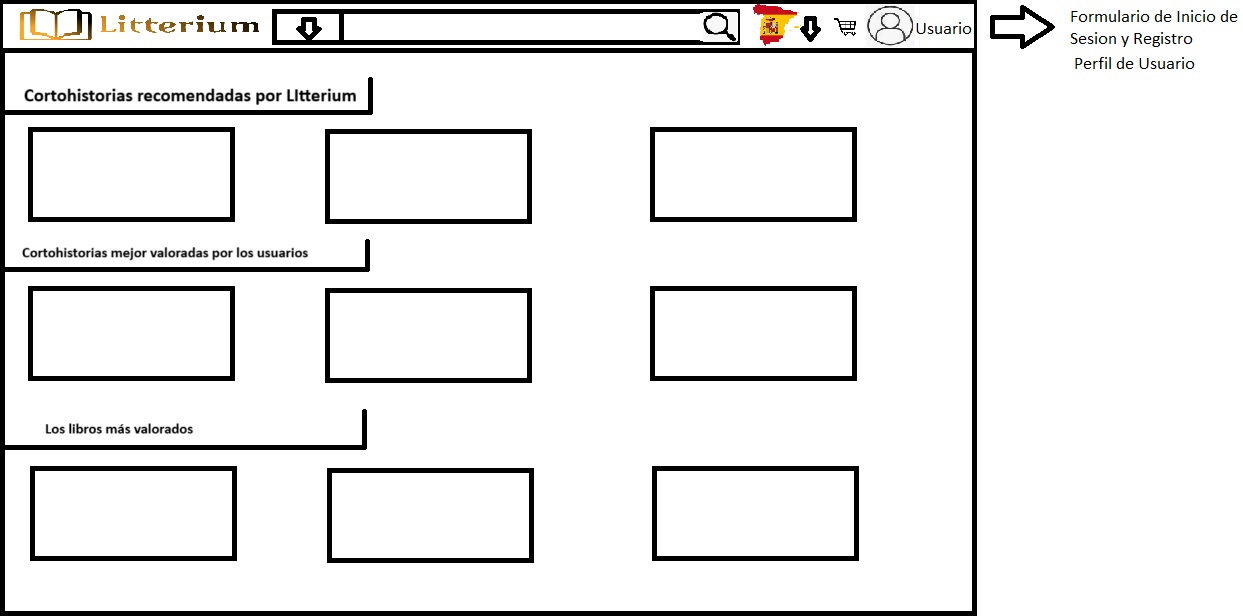 Litterium
Usuario
Formulario de Inicio de
Sesion y Registro
Perfil de Usuario
Cortohistorias recomendadas por LItterium
Cortohistorias mejor valoradas por los usuarios
Los libros más valorados